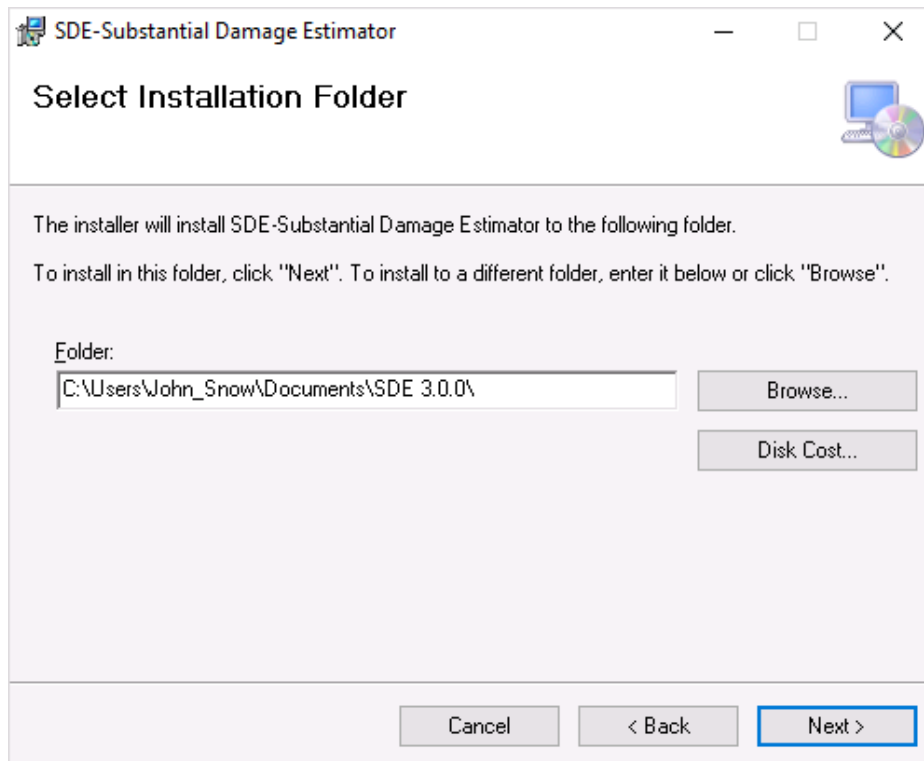 SDE-Substantial Damage Estimator
Select Installation Folder
The installer will install SDE-Substantial Damage Estimator to the following folder.
To install in this folder, click "Next". To install to a different folder, enter it below or click "Browse".
Folder:
C:\Users\John_Snow\Documents\SDE 3.0.0\
Browse...
Disk Cost...
Cancel
< Back
Next >